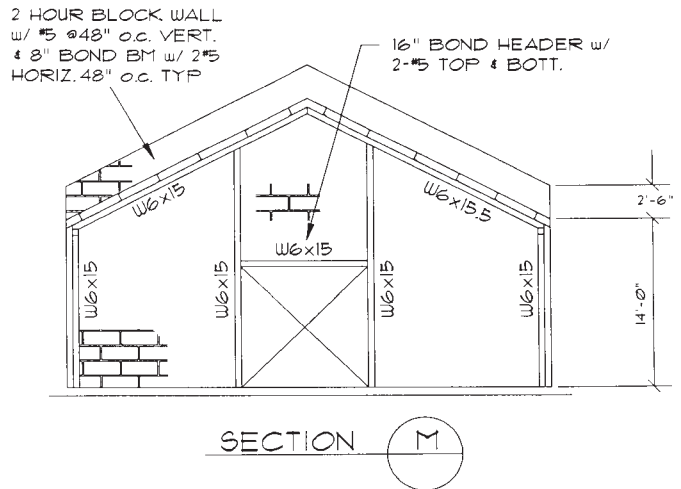 2 HOUR BLOCK WALL
w/ #5 @48" o.c. VERT.
& 8" BOND BM w/ 2#5
HORIZ. 48" o.c. TYP
16" BOND HEADER w/
2-#5 TOP & BOTT.
W6x15
W6x15.5
2'-6"
W6x15
W6x15
W6x15
W6x15
W6x15
14'-0"
SECTION M